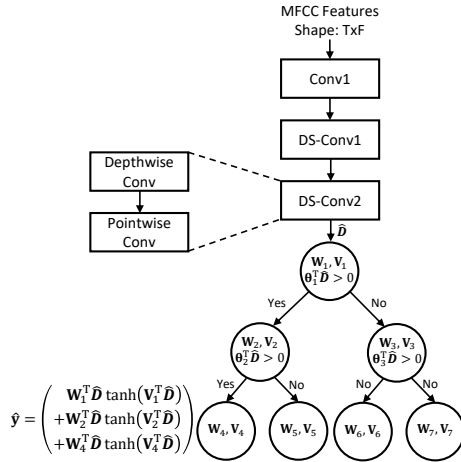 MFCC Features
Shape: TxF
Conv1
DS-Conv1
Depthwise
Conv
Pointwise
Conv
DS-Conv2
D̂
W₁, V₁
θ₁ᵀD̂ > 0
Yes
No
W₂, V₂
θ₂ᵀD̂ > 0
W₃, V₃
θ₃ᵀD̂ > 0
Yes
No
No
No
W₄, V₄
W₅, V₅
W₆, V₆
W₇, V₇
ŷ = ( W₁ᵀD̂ tanh(V₁ᵀD̂)
+W₂ᵀD̂ tanh(V₂ᵀD̂)
+W₄ᵀD̂ tanh(V₄ᵀD̂) )